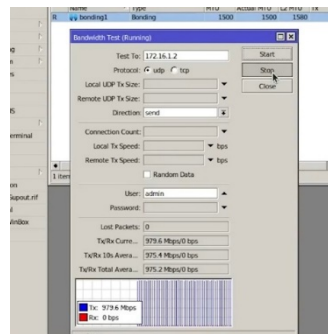 Name Type MTU Actual MTU L2 MTU Tx
R bonding1 Bonding 1500 1500 1580
Bandwidth Test (Running)
Test To: 172.16.1.2
Start
Protocol: udp tcp
Stop
Local UDP Tx Size:
Close
Remote UDP Tx Size:
Direction: send
Connection Count:
Local Tx Speed: bps
Remote Tx Speed: bps
Random Data
1 item
User: admin
Password:
Lost Packets: 0
Tx/Rx Curre... 979.6 Mbps/0 bps
Tx/Rx 10s Avera... 975.4 Mbps/0 bps
Tx/Rx Total Avera... 975.2 Mbps/0 bps
Tx: 979.6 Mbps
Rx: 0 bps
erminal
Supout.rif
WinBox